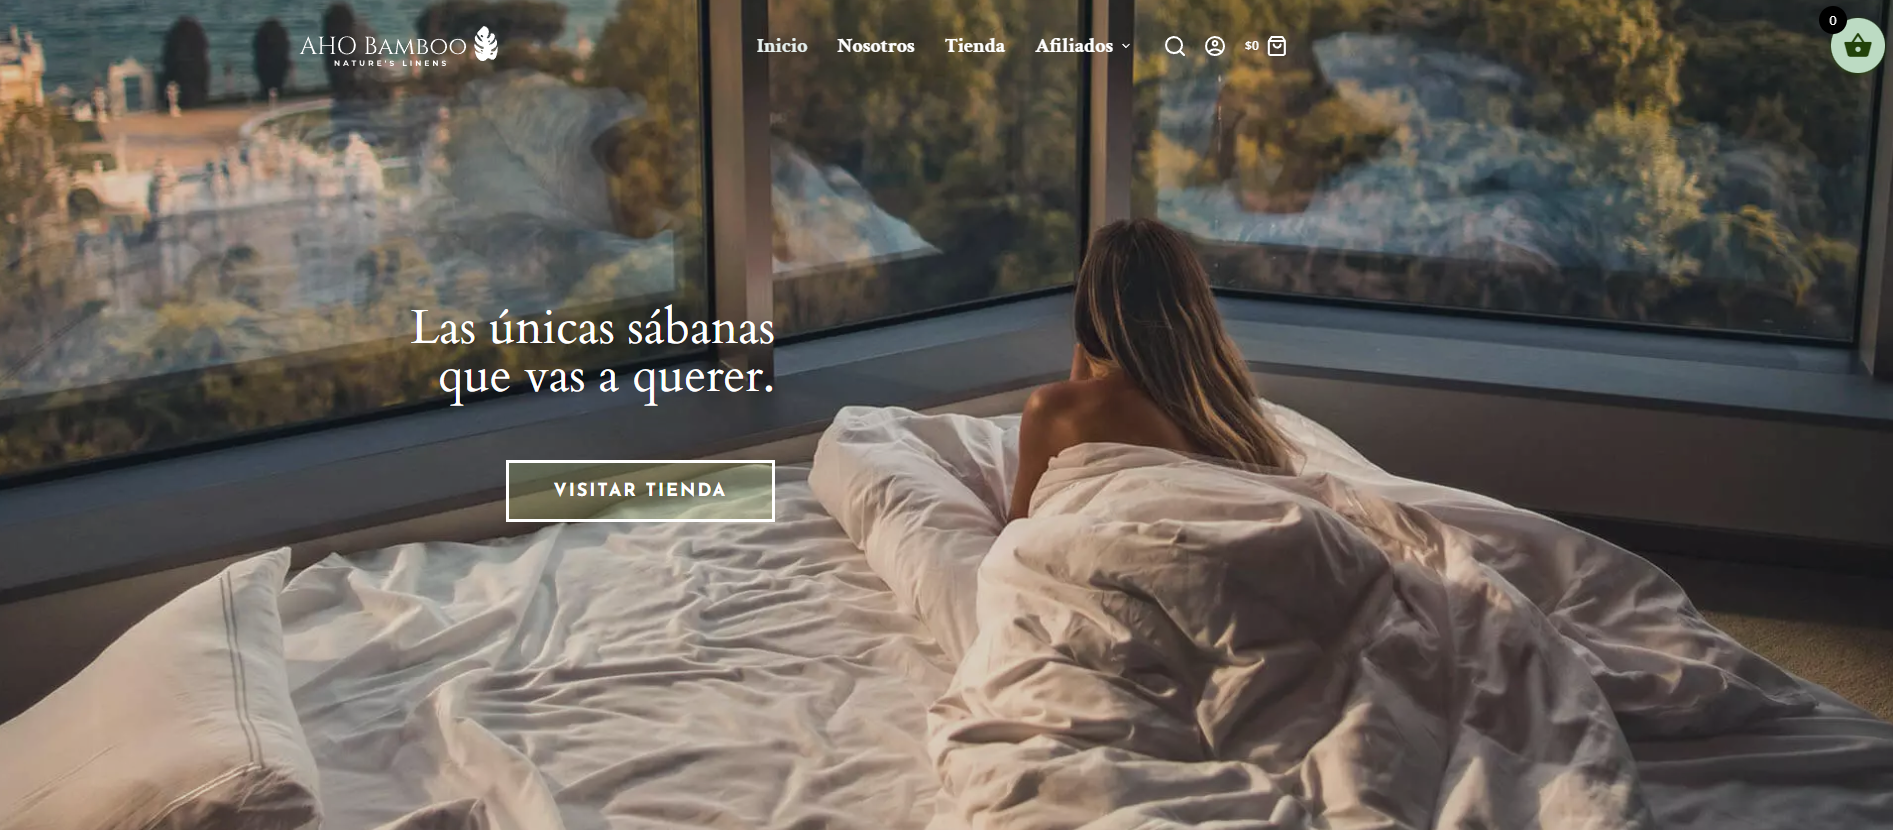 AHO BAMBOO
NATURE'S LINENS
Inicio Nosotros Tienda Afiliados $0
0
Las únicas sábanas
que vas a querer.
VISITAR TIENDA